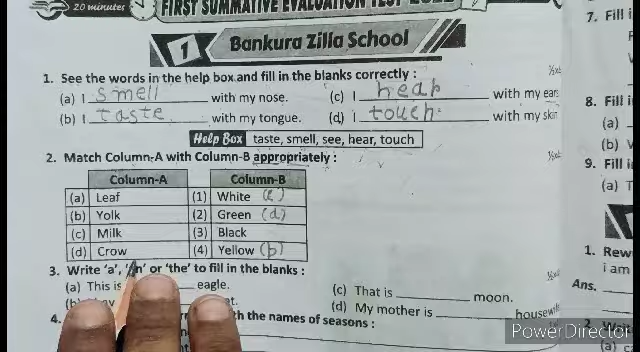 20 minutes FIRST SUMMATIVE EVALUATION TEST
1 Bankura Zilla School
1. See the words in the help box and fill in the blanks correctly :
(a) I smell with my nose. (c) I hear with my ears
(b) I taste with my tongue. (d) I touch with my skin
Help Box taste, smell, see, hear, touch
2. Match Column-A with Column-B appropriately :
Column-A Column-B
(a) Leaf (1) White (c)
(b) Yolk (2) Green (d)
(c) Milk (3) Black
(d) Crow (4) Yellow (b)
3. Write 'a', 'an' or 'the' to fill in the blanks :
(a) This is eagle. (c) That is moon.
(d) My mother is housewife
4. the names of seasons :
7. Fill i
8. Fill i
(a)
(b)
9. Fill i
(a)
1. Rew
i am
Ans.
2.
(a)
PowerDirector